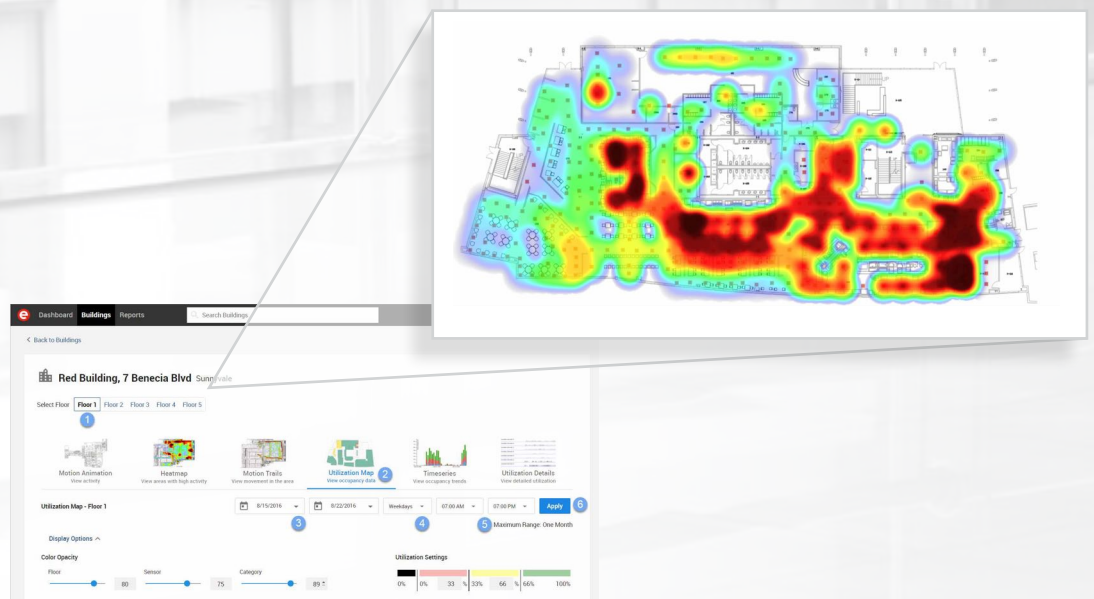 e Dashboard Buildings Reports Search Buildings
< Back to Buildings
Red Building, 7 Benecia Blvd Sunnyvale
Select Floor Floor 1 Floor 2 Floor 3 Floor 4 Floor 5
1
Motion Animation
View activity
Heatmap
View areas with high activity
Motion Trails
View movement in the area
Utilization Map
View occupancy data
2
Timeseries
View occupancy trends
Utilization Details
View detailed utilization
Utilization Map - Floor 1
8/15/2016 8/22/2016 Weekdays 07:00 AM 07:00 PM Apply 6
3 4 5 Maximum Range: One Month
Display Options
Color Opacity
Floor 80 Sensor 75 Category 89
Utilization Settings
0% 0% 33 % 33% 66 % 66% 100%